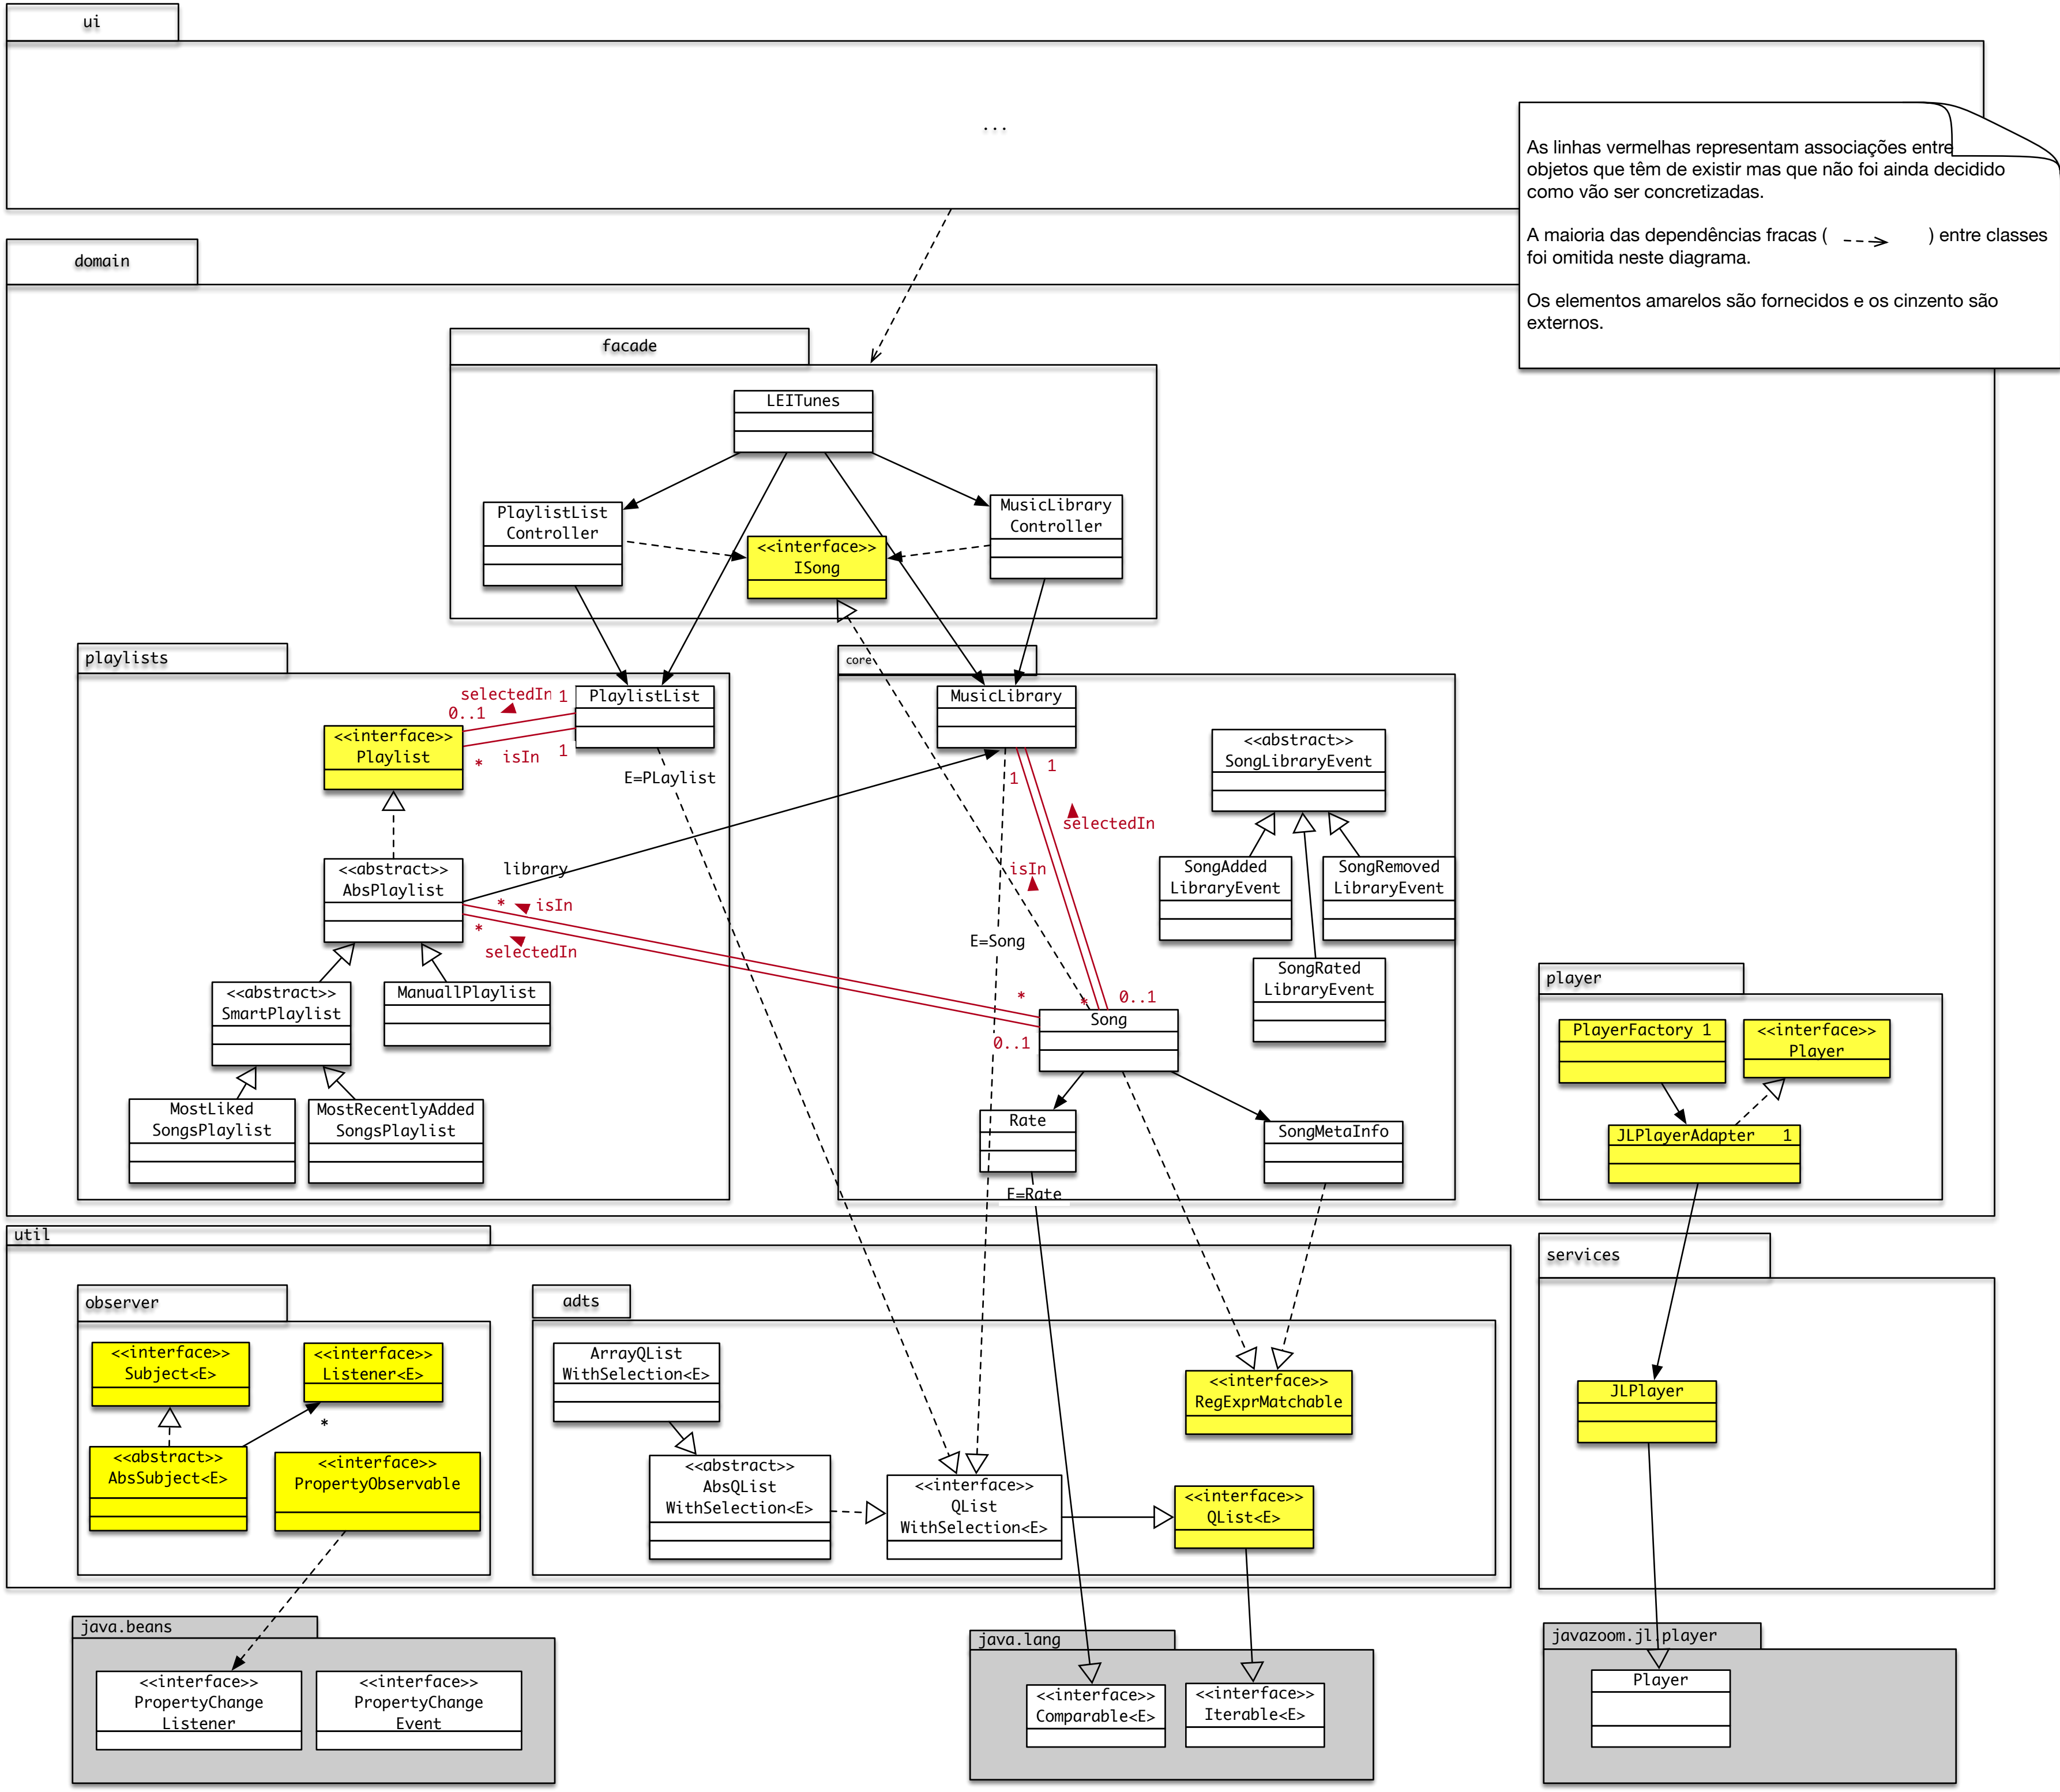 ui
...
As linhas vermelhas representam associações entre
objetos que têm de existir mas que não foi ainda decidido
como vão ser concretizadas.
A maioria das dependências fracas ( ) entre classes
foi omitida neste diagrama.
Os elementos amarelos são fornecidos e os cinzento são
externos.
domain
facade
LEITunes
PlaylistList
Controller
<<interface>>
ISong
MusicLibrary
Controller
playlists
selectedIn 1
0..1
PlaylistList
<<interface>>
Playlist
* isIn 1
E=PLaylist
<<abstract>>
AbsPlaylist
library
* isIn
*
selectedIn
<<abstract>>
SmartPlaylist
ManuallPlaylist
MostLiked
SongsPlaylist
MostRecentlyAdded
SongsPlaylist
core
MusicLibrary
1
1
selectedIn
isIn
E=Song
<<abstract>>
SongLibraryEvent
SongAdded
LibraryEvent
SongRemoved
LibraryEvent
SongRated
LibraryEvent
* * 0..1
Song
0..1
Rate
SongMetaInfo
E=Rate
player
PlayerFactory 1
<<interface>>
Player
JLPlayerAdapter 1
util
observer
<<interface>>
Subject<E>
<<interface>>
Listener<E>
*
<<abstract>>
AbsSubject<E>
<<interface>>
PropertyObservable
adts
ArrayQList
WithSelection<E>
<<abstract>>
AbsQList
WithSelection<E>
<<interface>>
QList
WithSelection<E>
<<interface>>
RegExprMatchable
<<interface>>
QList<E>
services
JLPlayer
java.beans
<<interface>>
PropertyChange
Listener
<<interface>>
PropertyChange
Event
java.lang
<<interface>>
Comparable<E>
<<interface>>
Iterable<E>
javazoom.jl.player
Player